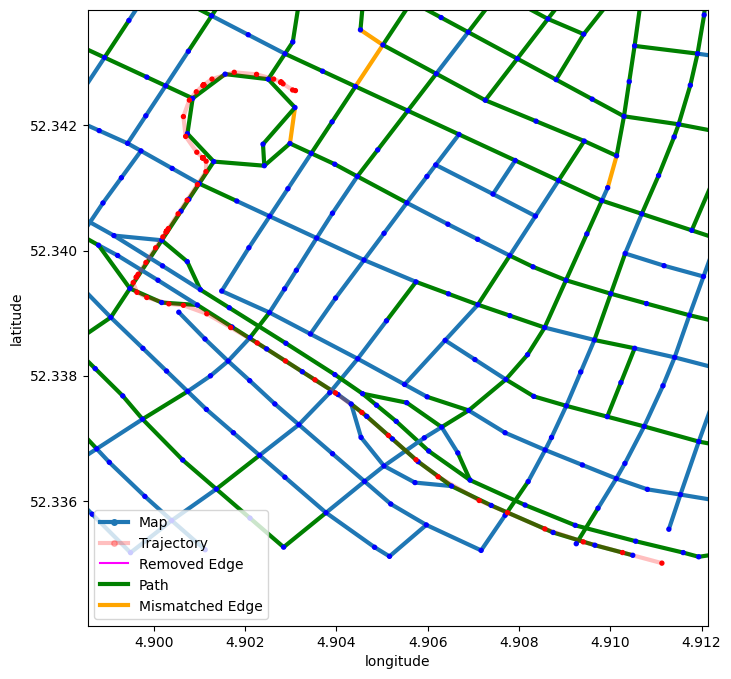 52.342
52.340
52.338
52.336
latitude
4.900
4.902
4.904
4.906
4.908
4.910
4.912
longitude
Map
Trajectory
Removed Edge
Path
Mismatched Edge